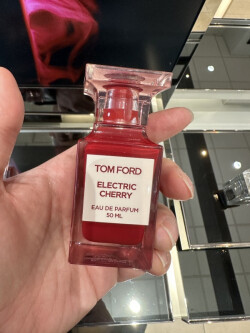 TOM FORD
ELECTRIC
CHERRY
EAU DE PARFUM
50 ML